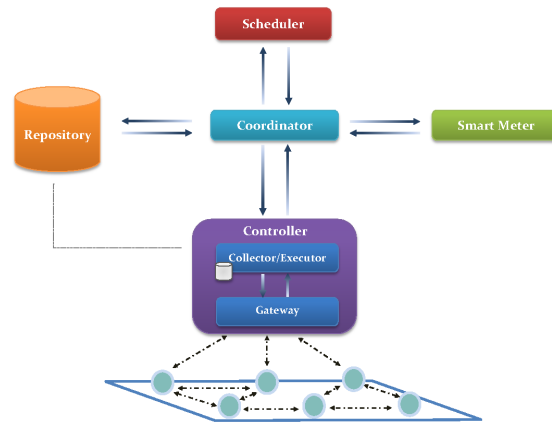 Scheduler
Repository
Coordinator
Smart Meter
Controller
Collector/Executor
Gateway